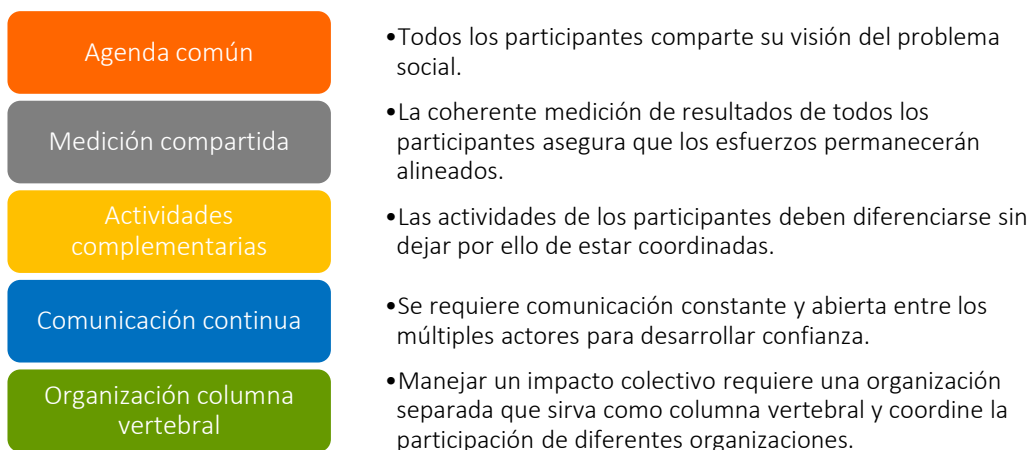 Agenda común
•Todos los participantes comparte su visión del problema
social.
Medición compartida
•La coherente medición de resultados de todos los
participantes asegura que los esfuerzos permanecerán
alineados.
Actividades
complementarias
•Las actividades de los participantes deben diferenciarse sin
dejar por ello de estar coordinadas.
Comunicación continua
•Se requiere comunicación constante y abierta entre los
múltiples actores para desarrollar confianza.
Organización columna
vertebral
•Manejar un impacto colectivo requiere una organización
separada que sirva como columna vertebral y coordine la
participación de diferentes organizaciones.